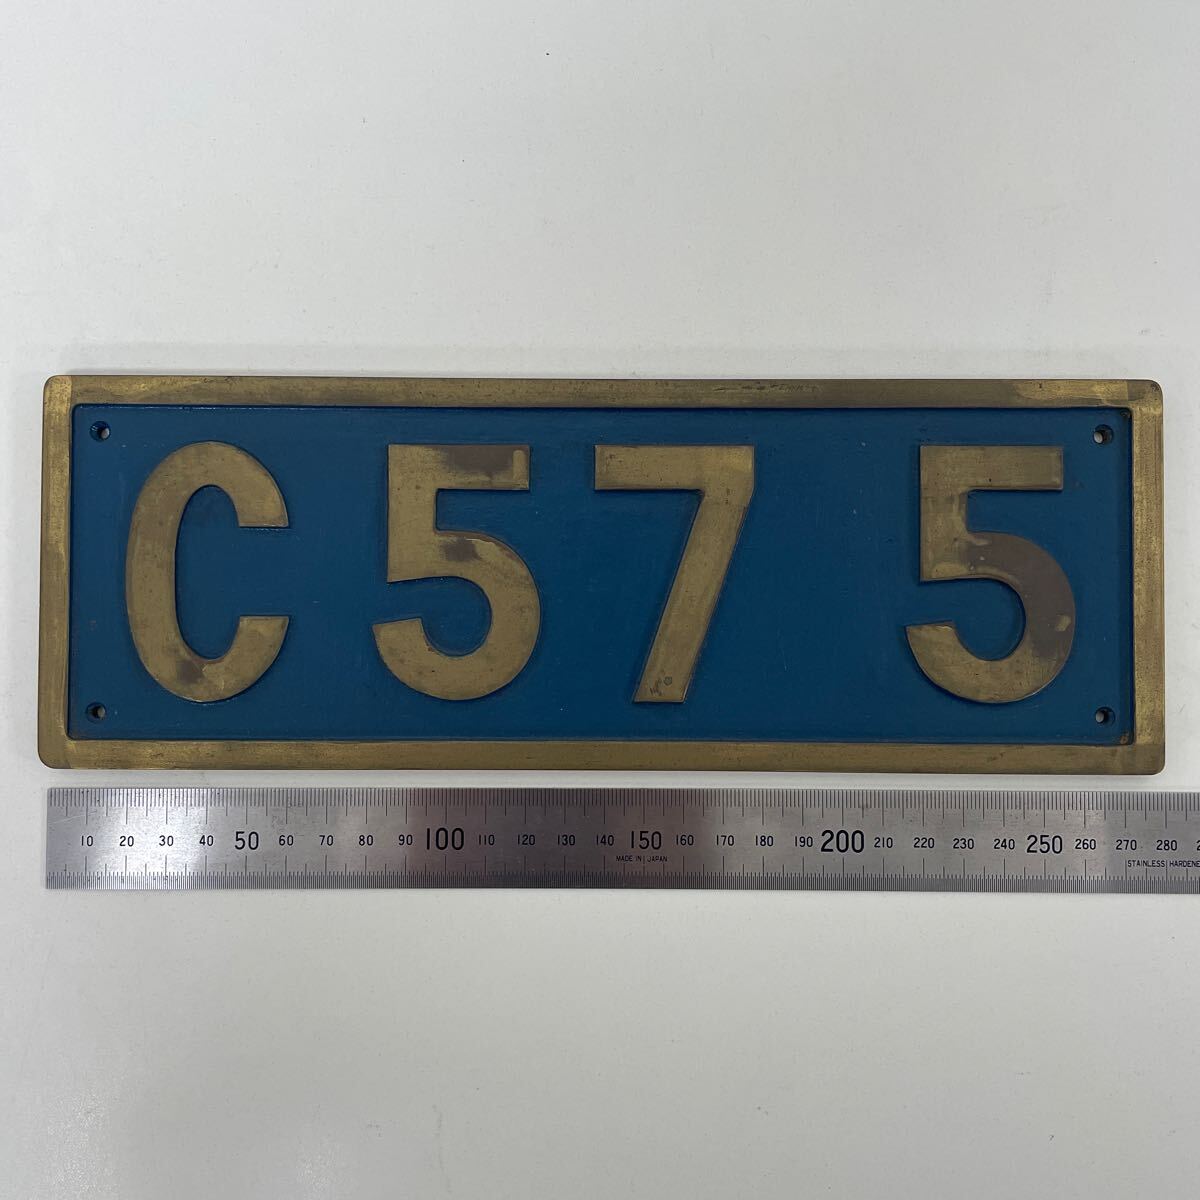 C57 5
10 20 30 40 50 60 70 80 90 100 110 120 130 140 150 160 170 180 190 200 210 220 230 240 250 260 270 280
MADE IN JAPAN
STAINLESS HARDENE